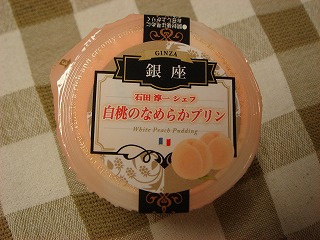 GINZA
銀座
石田 淳一 シェフ
白桃のなめらかプリン
White Peach Pudding